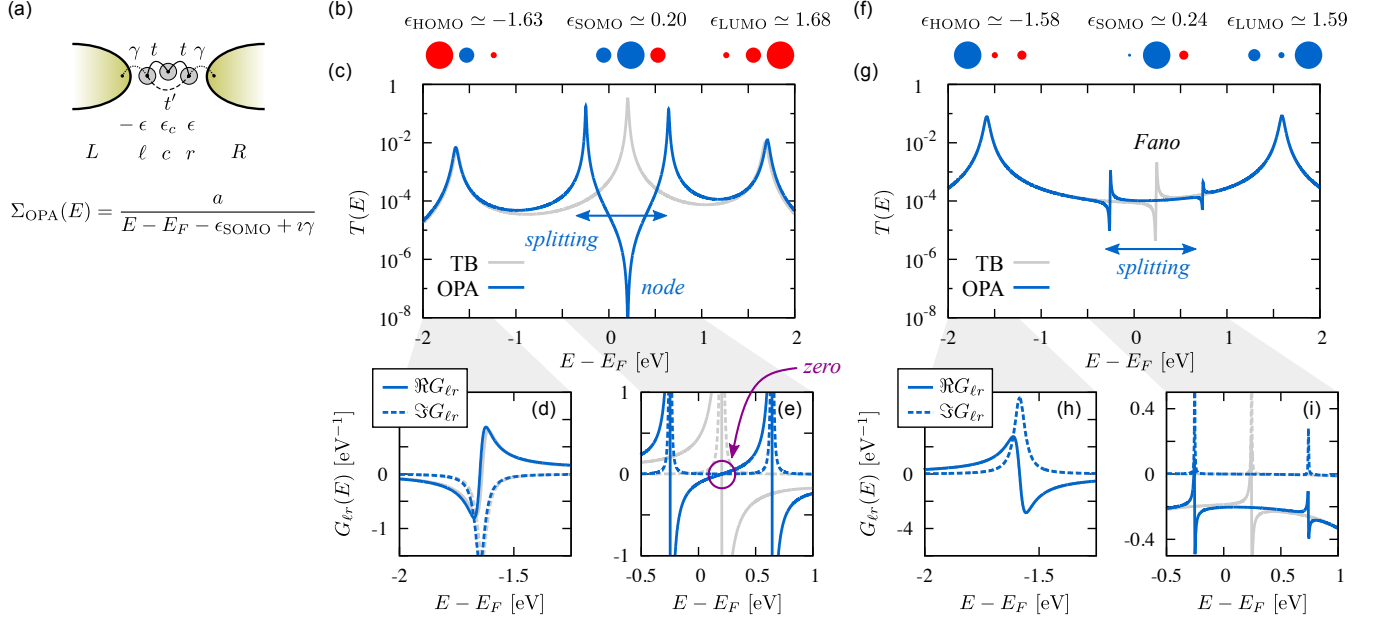 (a)
γ t t γ
t′
− ϵ ϵc ϵ
L ℓ c r R
ΣOPA(E) = a / (E − EF − ϵSOMO + ıγ)
(b)
ϵHOMO ≃ −1.63 ϵSOMO ≃ 0.20 ϵLUMO ≃ 1.68
(c)
T(E)
1
10−2
10−4
10−6
10−8
splitting
node
TB
OPA
-2 -1 0 1 2
E − EF [eV]
zero
ℜGℓr
ℑGℓr
(d)
Gℓr(E) [eV−1]
1
0
-1
-2 -1.5
E − EF [eV]
(e)
1
0
-1
-0.5 0 0.5 1
E − EF [eV]
(f)
ϵHOMO ≃ −1.58 ϵSOMO ≃ 0.24 ϵLUMO ≃ 1.59
(g)
T(E)
1
10−2
10−4
10−6
10−8
Fano
splitting
TB
OPA
-2 -1 0 1 2
E − EF [eV]
ℜGℓr
ℑGℓr
(h)
Gℓr(E) [eV−1]
4
0
-4
-2 -1.5
E − EF [eV]
(i)
0.4
0
-0.4
-0.5 0 0.5 1
E − EF [eV]